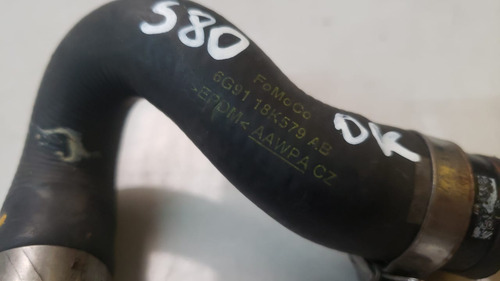 S80
FoMoCo
6G91 18K579 AB
>EPDM< AAWPA CZ
OK